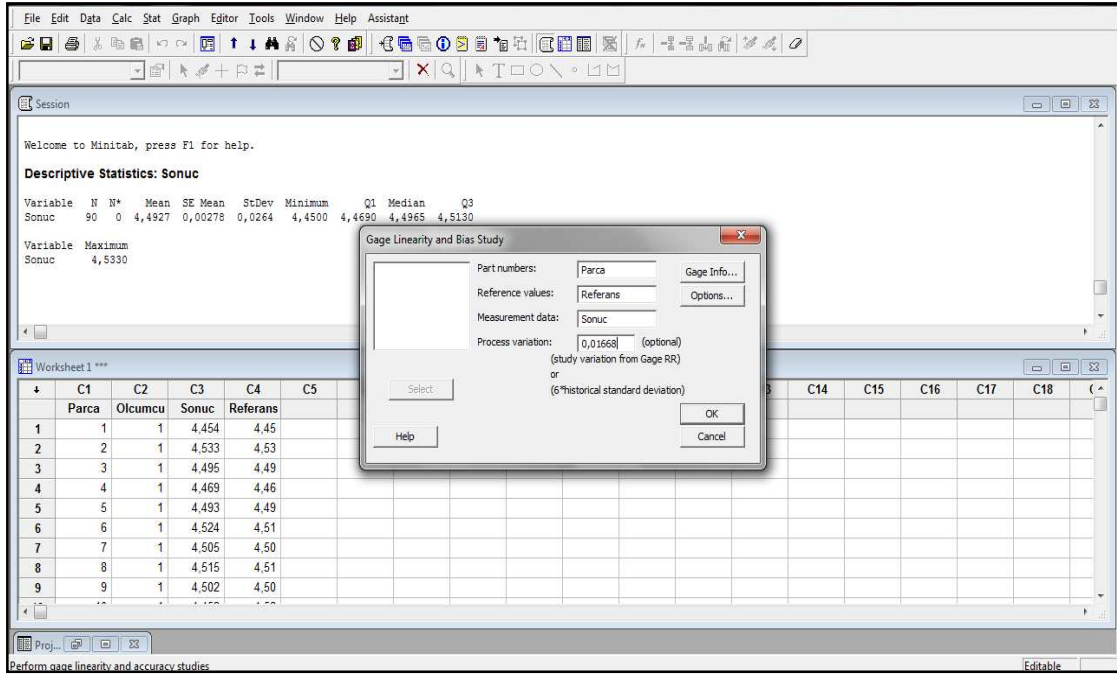 File Edit Data Calc Stat Graph Editor Tools Window Help Assistant
Session
Welcome to Minitab, press F1 for help.
Descriptive Statistics: Sonuc
Variable N N* Mean SE Mean StDev Minimum Q1 Median Q3
Sonuc 90 0 4,4927 0,00278 0,0264 4,4500 4,4690 4,4965 4,5130
Variable Maximum
Sonuc 4,5330
Gage Linearity and Bias Study
Part numbers: Parca Gage Info...
Reference values: Referans Options...
Measurement data: Sonuc
Process variation: 0,01668 (optional)
(study variation from Gage RR)
or
Select (6*historical standard deviation)
OK
Help Cancel
Worksheet 1 ***
C1 C2 C3 C4 C5 C14 C15 C16 C17 C18
Parca Olcumcu Sonuc Referans
1 1 1 4,454 4,45
2 2 1 4,533 4,53
3 3 1 4,495 4,49
4 4 1 4,469 4,46
5 5 1 4,493 4,49
6 6 1 4,524 4,51
7 7 1 4,505 4,50
8 8 1 4,515 4,51
9 9 1 4,502 4,50
Proj...
Perform gage linearity and accuracy studies Editable